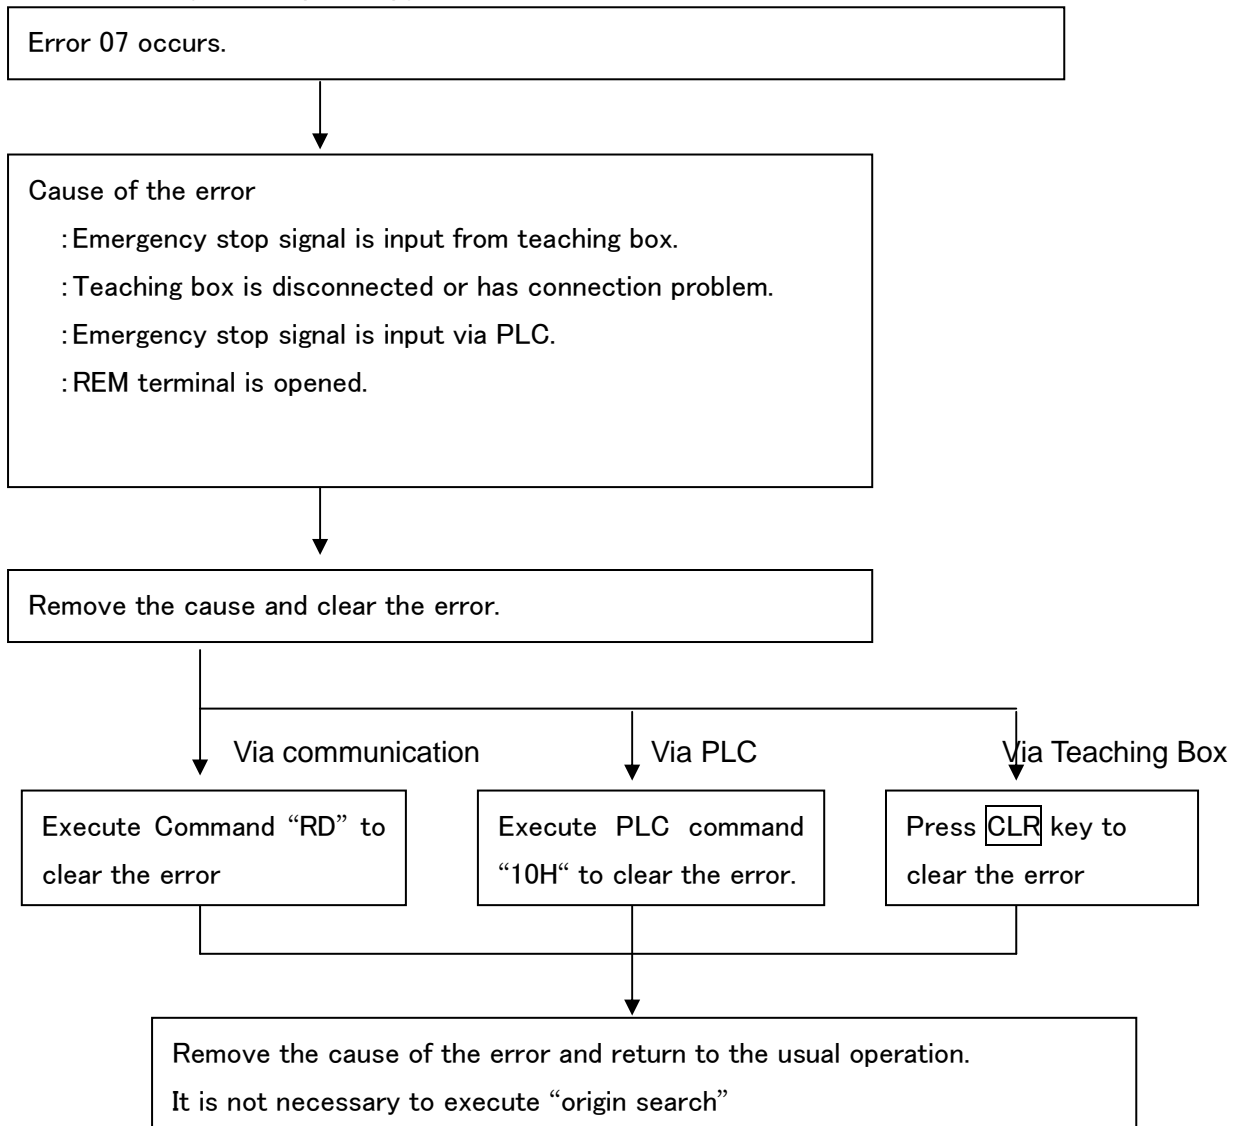 Error 07 occurs.
Cause of the error
:Emergency stop signal is input from teaching box.
:Teaching box is disconnected or has connection problem.
:Emergency stop signal is input via PLC.
:REM terminal is opened.
Remove the cause and clear the error.
Via communication
Via PLC
Via Teaching Box
Execute Command “RD” to
clear the error
Execute PLC command
“10H“ to clear the error.
Press CLR key to
clear the error
Remove the cause of the error and return to the usual operation.
It is not necessary to execute “origin search”